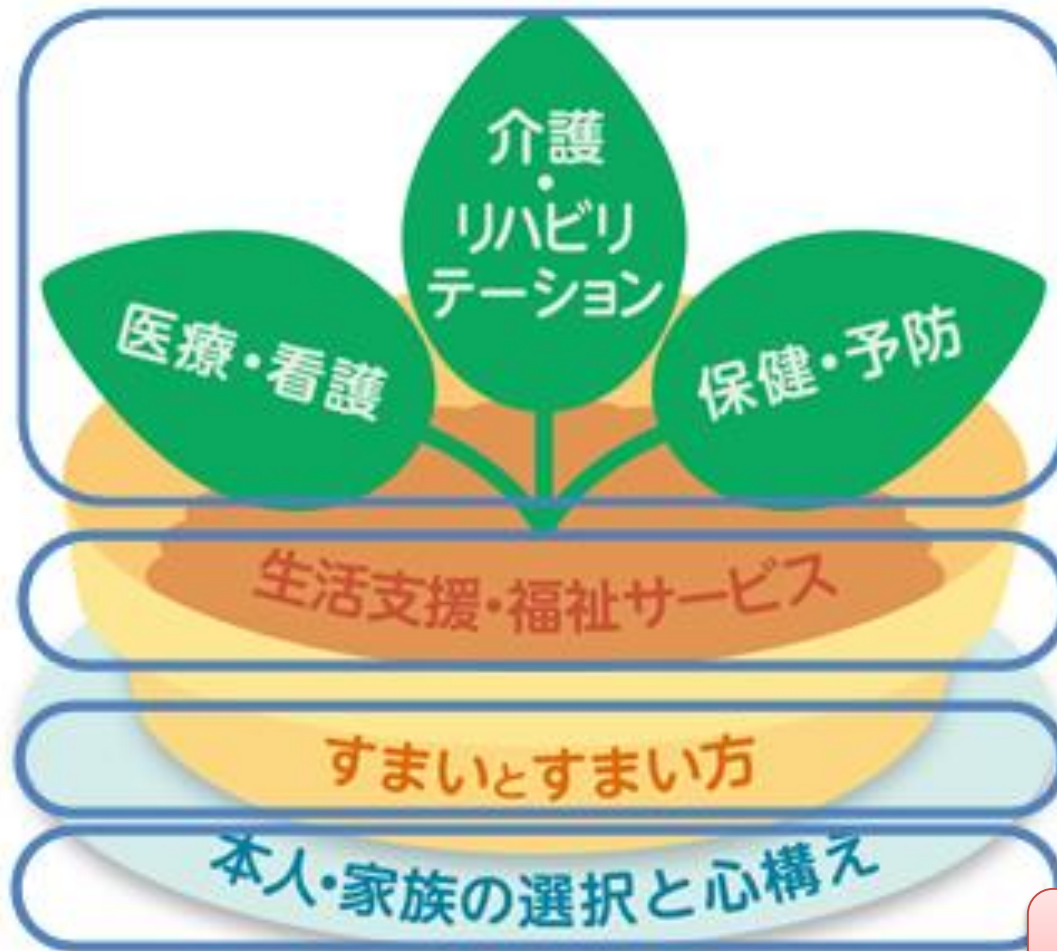 介護
・
リハビリ
テーション
医療・看護
保健・予防
生活支援・福祉サービス
すまいとすまい方
本人・家族の選択と心構え